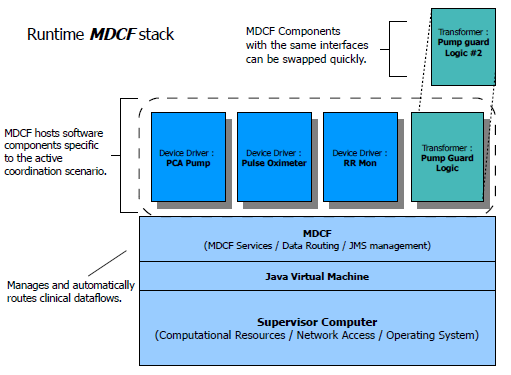 Runtime MDCF stack
MDCF Components
with the same interfaces
can be swapped quickly.
Transformer :
Pump guard
Logic #2
MDCF hosts software
components specific
to the active
coordination scenario.
Device Driver :
PCA Pump
Device Driver :
Pulse Oximeter
Device Driver :
RR Mon
Transformer :
Pump Guard
Logic
MDCF
(MDCF Services / Data Routing / JMS management)
Manages and automatically
routes clinical dataflows.
Java Virtual Machine
Supervisor Computer
(Computational Resources / Network Access / Operating System)